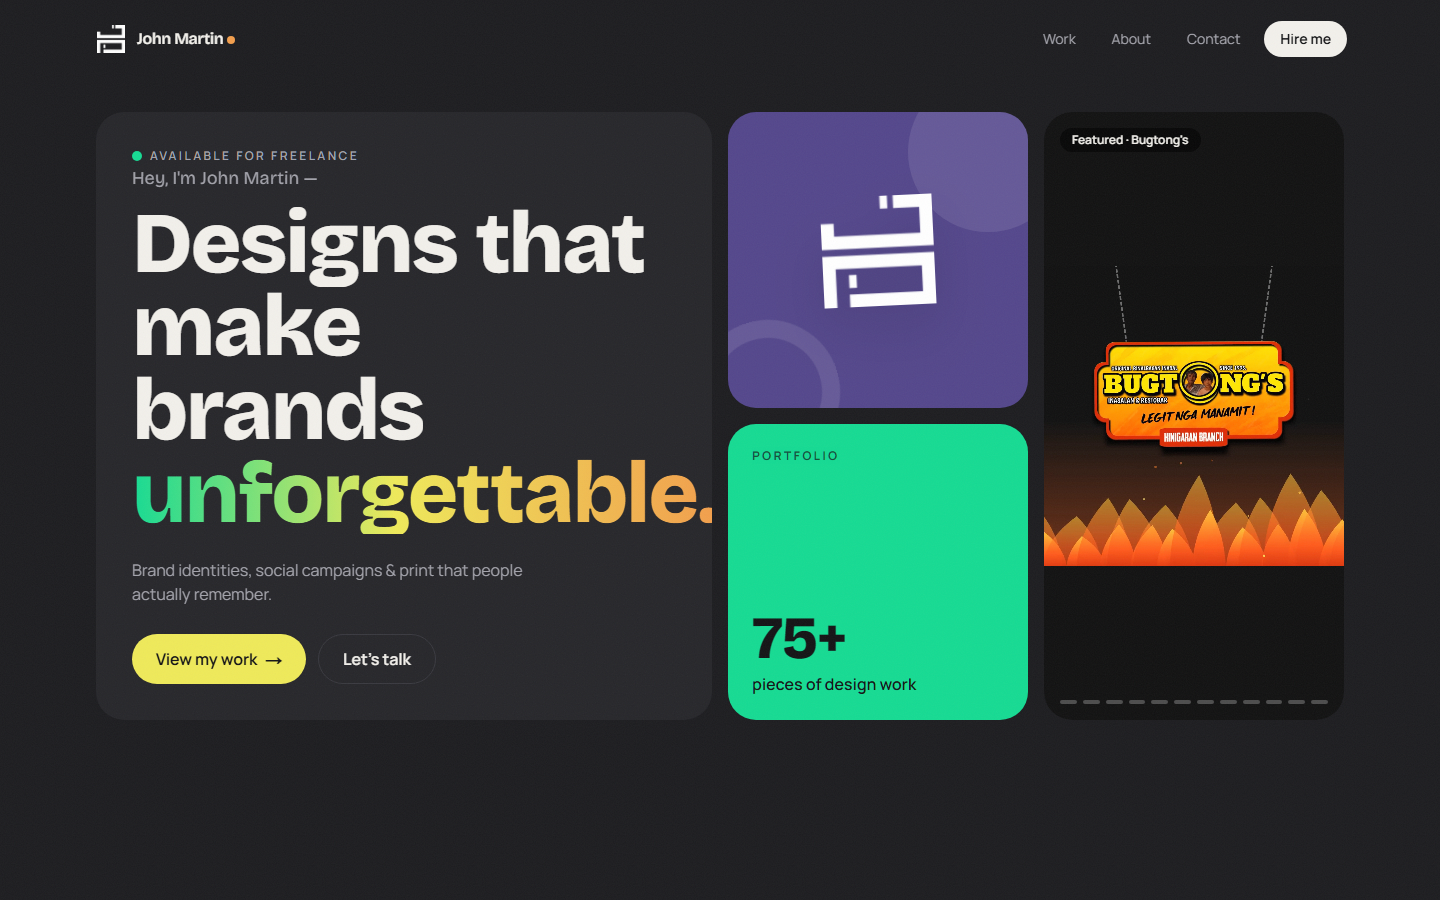 John Martin
Work
About
Contact
Hire me
AVAILABLE FOR FREELANCE
Hey, I'm John Martin —
Designs that
make
brands
unforgettable.
Brand identities, social campaigns & print that people
actually remember.
View my work →
Let's talk
PORTFOLIO
75+
pieces of design work
Featured · Bugtong's
BUGT NG'S
LEGIT NGA MANAMIT!
HINIGARAN BRANCH